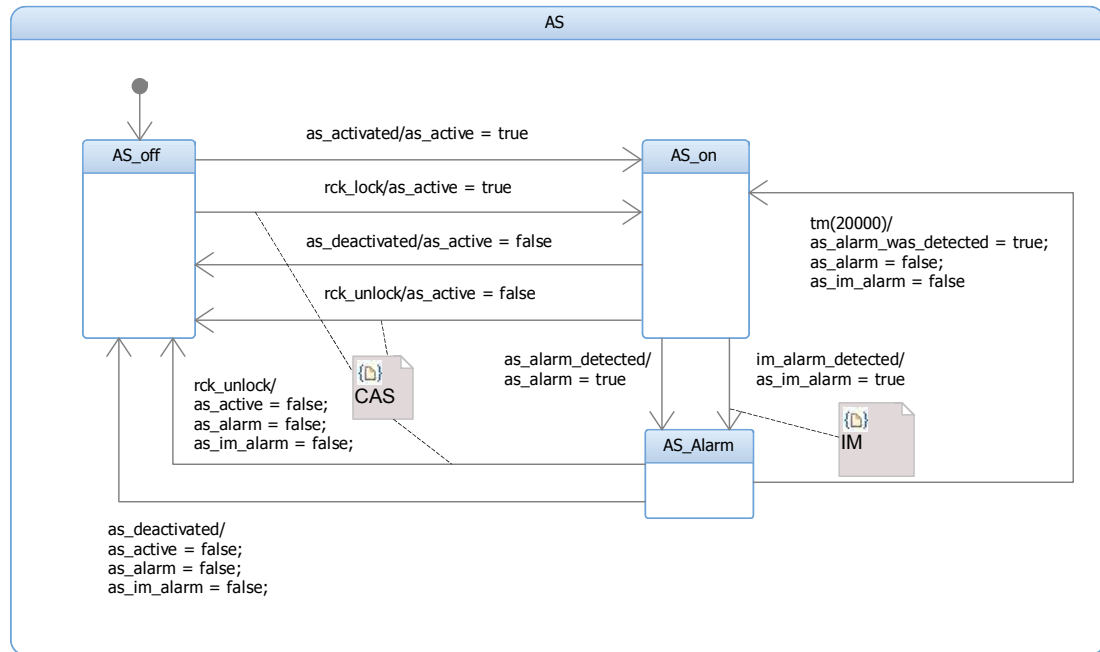 AS
as_activated/as_active = true
AS_off
AS_on
rck_lock/as_active = true
tm(20000)/
as_alarm_was_detected = true;
as_alarm = false;
as_im_alarm = false
as_deactivated/as_active = false
rck_unlock/as_active = false
as_alarm_detected/
as_alarm = true
im_alarm_detected/
as_im_alarm = true
rck_unlock/
as_active = false;
as_alarm = false;
as_im_alarm = false;
CAS
IM
AS_Alarm
as_deactivated/
as_active = false;
as_alarm = false;
as_im_alarm = false;